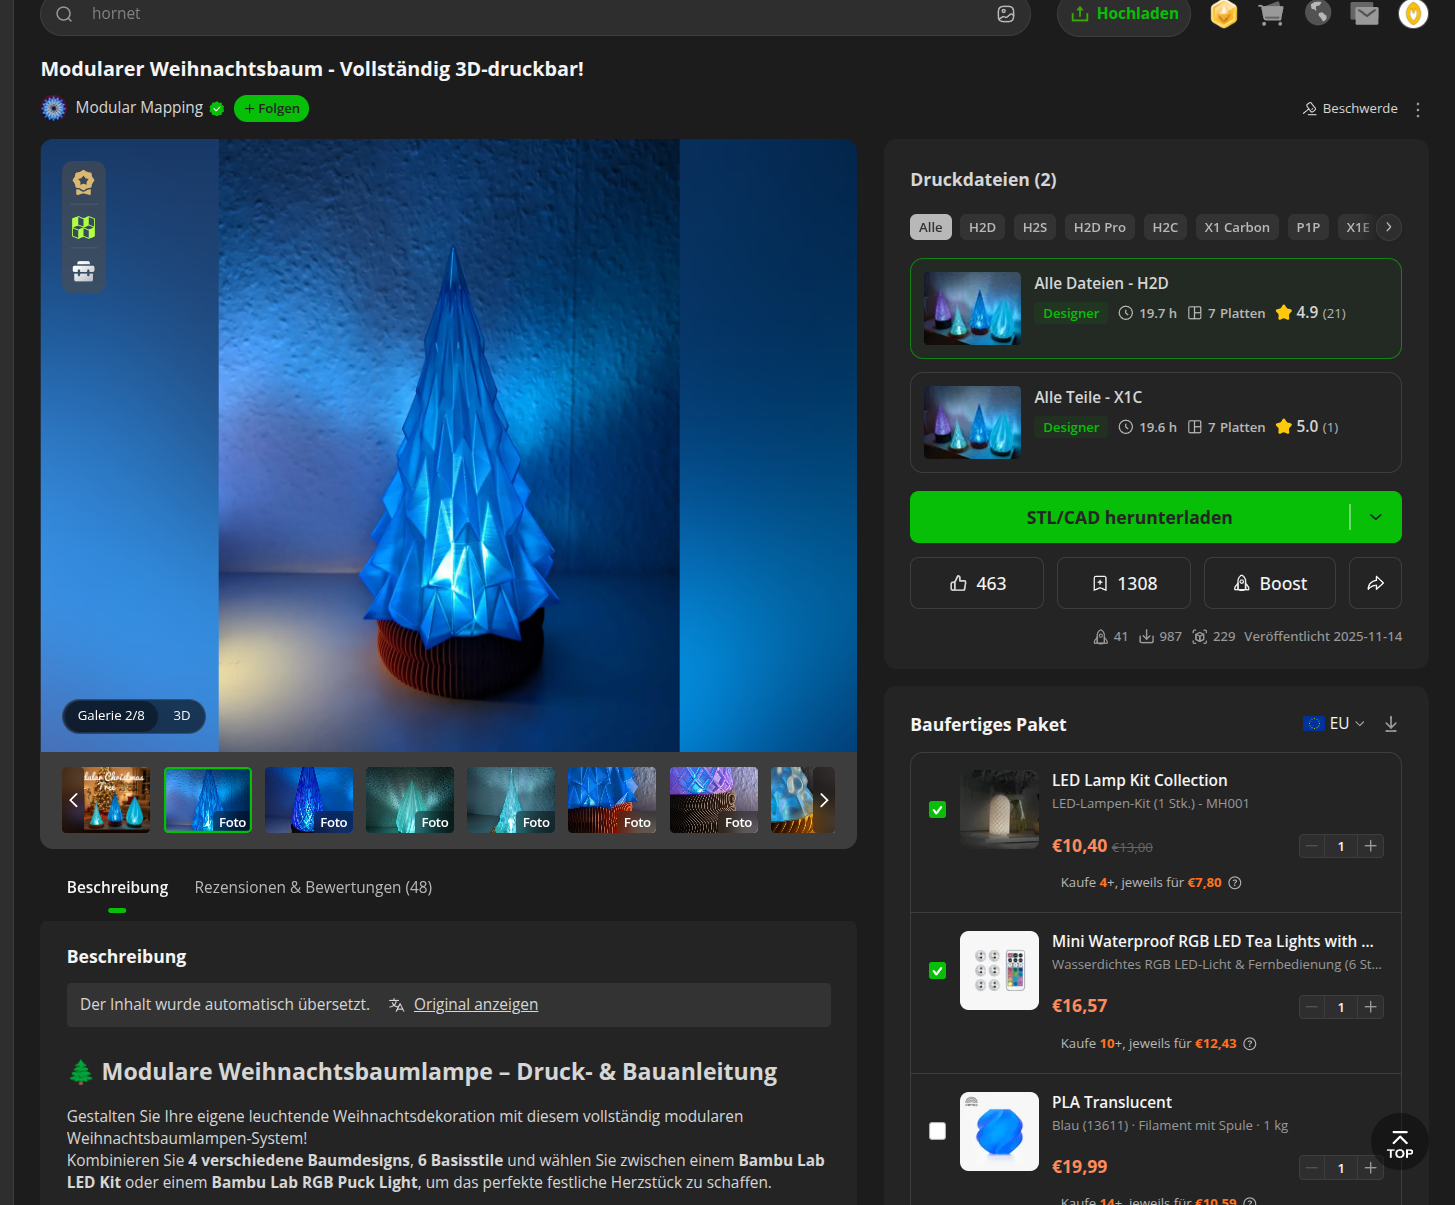 hornet
Hochladen
Modularer Weihnachtsbaum - Vollständig 3D-druckbar!
Modular Mapping
+ Folgen
Beschwerde
Galerie 2/8
3D
Christmas
Tree
Foto
Foto
Foto
Foto
Foto
Foto
Beschreibung
Rezensionen & Bewertungen (48)
Beschreibung
Der Inhalt wurde automatisch übersetzt.
Original anzeigen
Modulare Weihnachtsbaumlampe – Druck- & Bauanleitung
Gestalten Sie Ihre eigene leuchtende Weihnachtsdekoration mit diesem vollständig modularen
Weihnachtsbaumlampen-System!
Kombinieren Sie 4 verschiedene Baumdesigns, 6 Basisstile und wählen Sie zwischen einem Bambu Lab
LED Kit oder einem Bambu Lab RGB Puck Light, um das perfekte festliche Herzstück zu schaffen.
Druckdateien (2)
Alle
H2D
H2S
H2D Pro
H2C
X1 Carbon
P1P
X1E
Alle Dateien - H2D
Designer
19.7 h
7 Platten
4.9 (21)
Alle Teile - X1C
Designer
19.6 h
7 Platten
5.0 (1)
STL/CAD herunterladen
463
1308
Boost
41
987
229
Veröffentlicht 2025-11-14
Baufertiges Paket
EU
LED Lamp Kit Collection
LED-Lampen-Kit (1 Stk.) - MH001
€10,40 €13,00
1
Kaufe 4+, jeweils für €7,80
Mini Waterproof RGB LED Tea Lights with ...
Wasserdichtes RGB LED-Licht & Fernbedienung (6 St...
€16,57
1
Kaufe 10+, jeweils für €12,43
PLA Translucent
Blau (13611) · Filament mit Spule · 1 kg
€19,99
1
Kaufe 14+, jeweils für €10,59
TOP